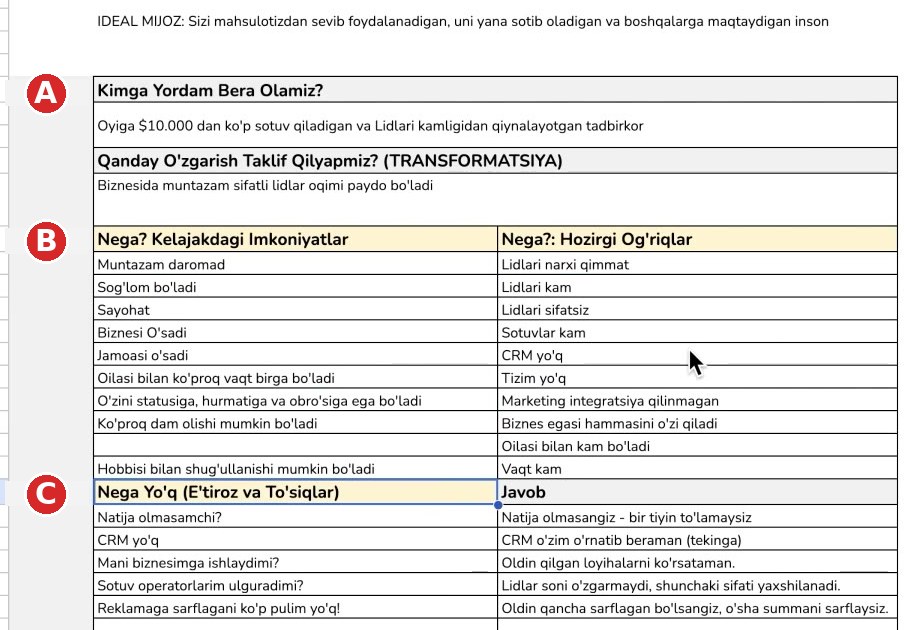 IDEAL MIJOZ: Sizi mahsulotizdan sevib foydalanadigan, uni yana sotib oladigan va boshqalarga maqtaydigan inson
A
Kimga Yordam Bera Olamiz?
Oyiga $10.000 dan ko'p sotuv qiladigan va Lidlari kamligidan qiynalayotgan tadbirkor
Qanday O'zgarish Taklif Qilyapmiz? (TRANSFORMATSIYA)
Biznesida muntazam sifatli lidlar oqimi paydo bo'ladi
B
Nega? Kelajakdagi Imkoniyatlar Nega?: Hozirgi Og'riqlar
Muntazam daromad Lidlari narxi qimmat
Sog'lom bo'ladi Lidlari kam
Sayohat Lidlari sifatsiz
Biznesi O'sadi Sotuvlar kam
Jamoasi o'sadi CRM yo'q
Oilasi bilan ko'proq vaqt birga bo'ladi Tizim yo'q
O'zini statusiga, hurmatiga va obro'siga ega bo'ladi Marketing integratsiya qilinmagan
Ko'proq dam olishi mumkin bo'ladi Biznes egasi hammasini o'zi qiladi
Oilasi bilan kam bo'ladi
Hobbisi bilan shug'ullanishi mumkin bo'ladi Vaqt kam
C
Nega Yo'q (E'tiroz va To'siqlar) Javob
Natija olmasamchi? Natija olmasangiz - bir tiyin to'lamaysiz
CRM yo'q CRM o'zim o'rnatib beraman (tekinga)
Mani biznesimga ishlaydimi? Oldin qilgan loyihalarni ko'rsataman.
Sotuv operatorlarim ulguradimi? Lidlar soni o'zgarmaydi, shunchaki sifati yaxshilanadi.
Reklamaga sarflagani ko'p pulim yo'q! Oldin qancha sarflagan bo'lsangiz, o'sha summani sarflaysiz.